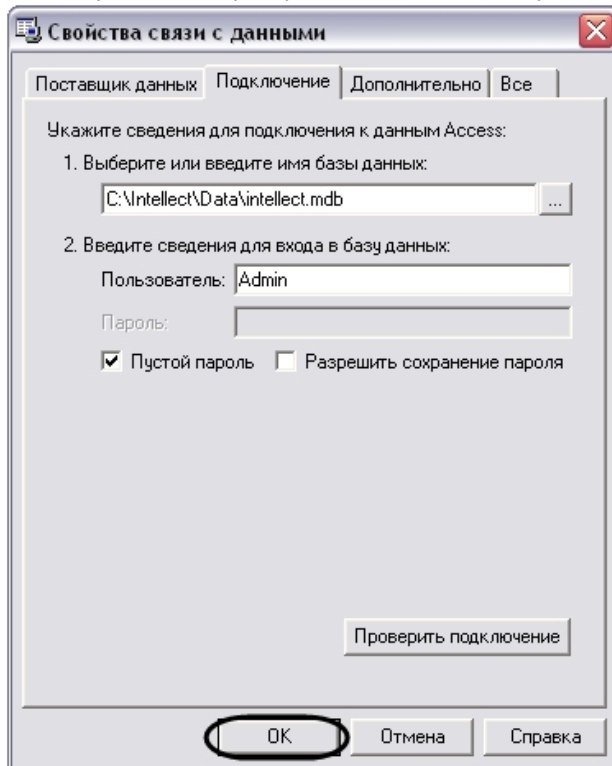 Свойства связи с данными
Поставщик данных Подключение Дополнительно Все
Укажите сведения для подключения к данным Access:
1. Выберите или введите имя базы данных:
C:\Intellect\Data\intellect.mdb ...
2. Введите сведения для входа в базу данных:
Пользователь: Admin
Пароль:
Пустой пароль Разрешить сохранение пароля
Проверить подключение
OK Отмена Справка